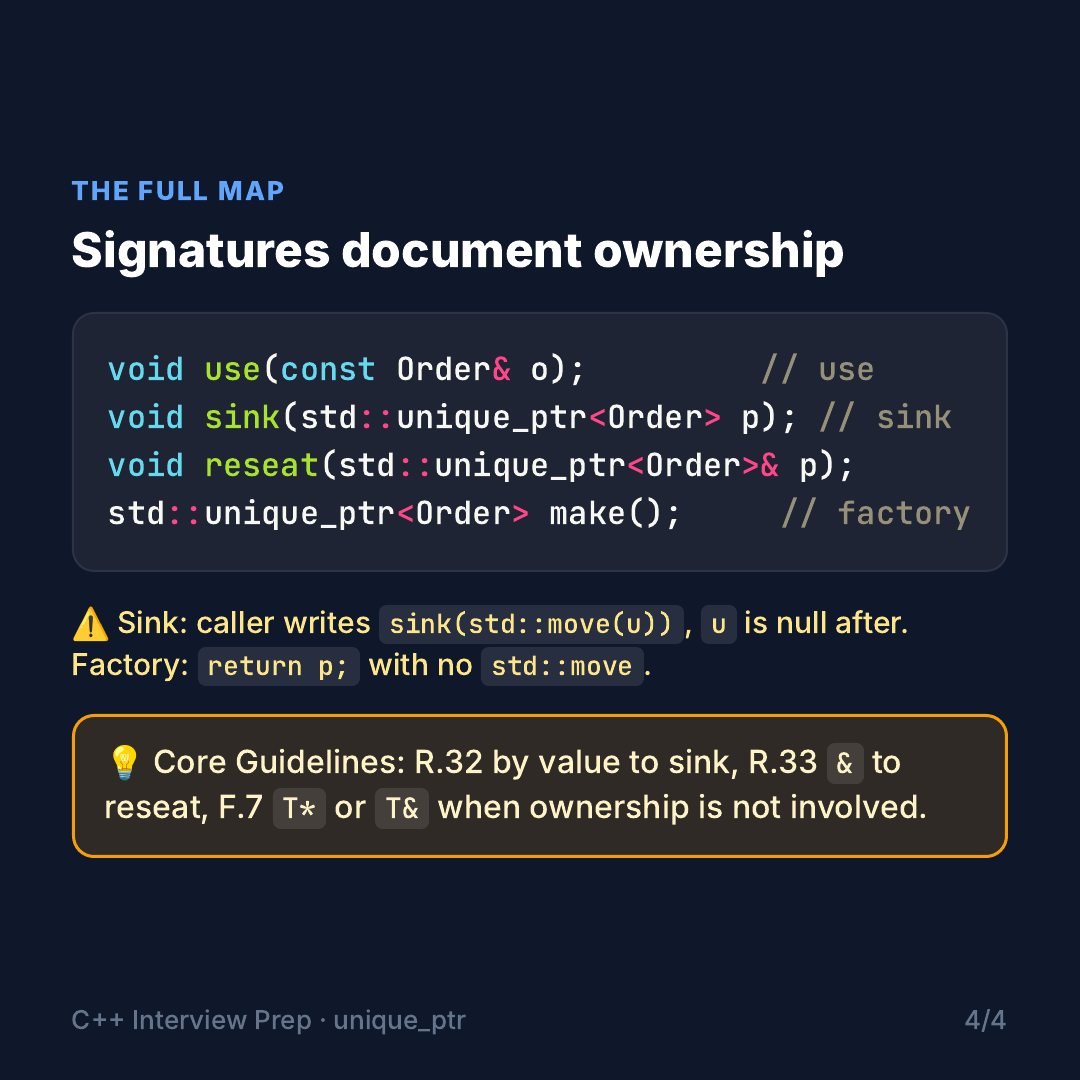 THE FULL MAP
Signatures document ownership
void use(const Order& o);         // use
void sink(std::unique_ptr<Order> p); // sink
void reseat(std::unique_ptr<Order>& p);
std::unique_ptr<Order> make();     // factory
⚠️ Sink: caller writes sink(std::move(u)), u is null after.
Factory: return p; with no std::move.
💡 Core Guidelines: R.32 by value to sink, R.33 & to
reseat, F.7 T* or T& when ownership is not involved.
C++ Interview Prep · unique_ptr
4/4